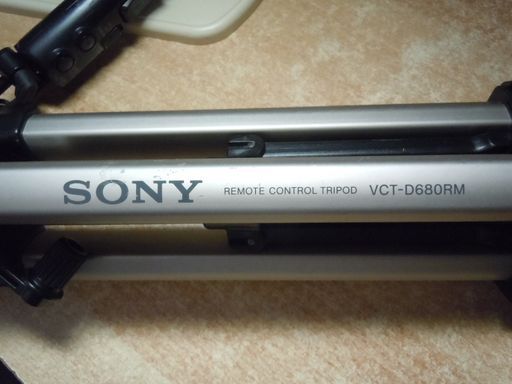 SONY REMOTE CONTROL TRIPOD VCT-D680RM